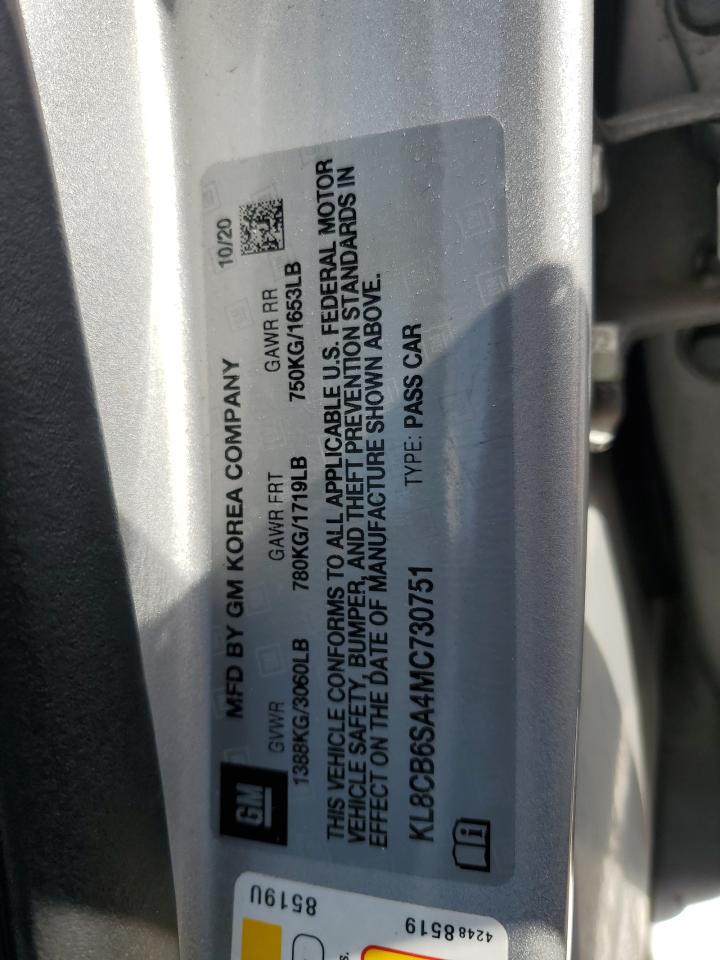 GM
MFD BY GM KOREA COMPANY 10/20
GVWR GAWR FRT GAWR RR
1388KG/3060LB 780KG/1719LB 750KG/1653LB
THIS VEHICLE CONFORMS TO ALL APPLICABLE U.S. FEDERAL MOTOR
VEHICLE SAFETY, BUMPER, AND THEFT PREVENTION STANDARDS IN
EFFECT ON THE DATE OF MANUFACTURE SHOWN ABOVE.
KL8CB6SA4MC730751 TYPE: PASS CAR
8519U
42488519
s.